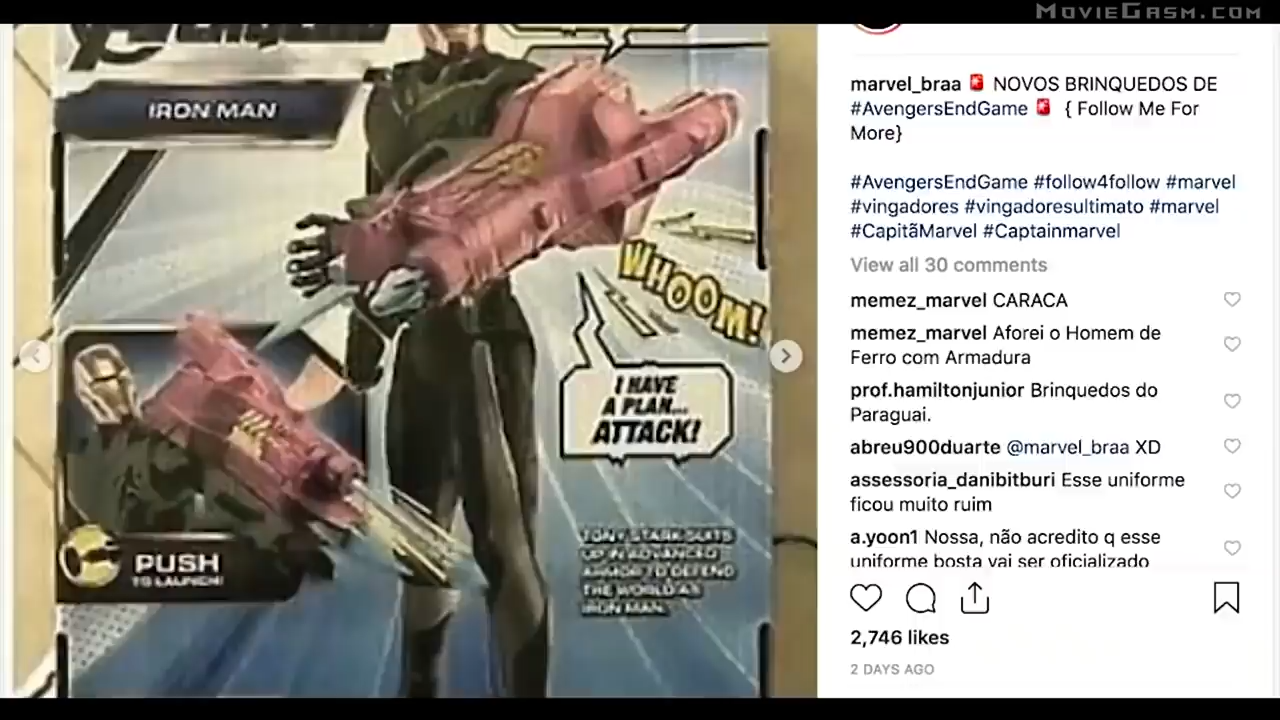 MOVIEGASM.COM
IRON MAN
WHOOM!
I HAVE
A PLAN...
ATTACK!
PUSH
TO LAUNCH!
TONY STARK SUITS
UP IN ADVANCED
ARMOR TO DEFEND
THE WORLD AS
IRON MAN.
marvel_braa 🚨 NOVOS BRINQUEDOS DE
#AvengersEndGame 🚨 { Follow Me For
More}
#AvengersEndGame #follow4follow #marvel
#vingadores #vingadoresultimato #marvel
#CapitãMarvel #Captainmarvel
View all 30 comments
memez_marvel CARACA
memez_marvel Aforei o Homem de
Ferro com Armadura
prof.hamiltonjunior Brinquedos do
Paraguai.
abreu900duarte @marvel_braa XD
assessoria_danibitburi Esse uniforme
ficou muito ruim
a.yoon1 Nossa, não acredito q esse
uniforme bosta vai ser oficializado
2,746 likes
2 DAYS AGO